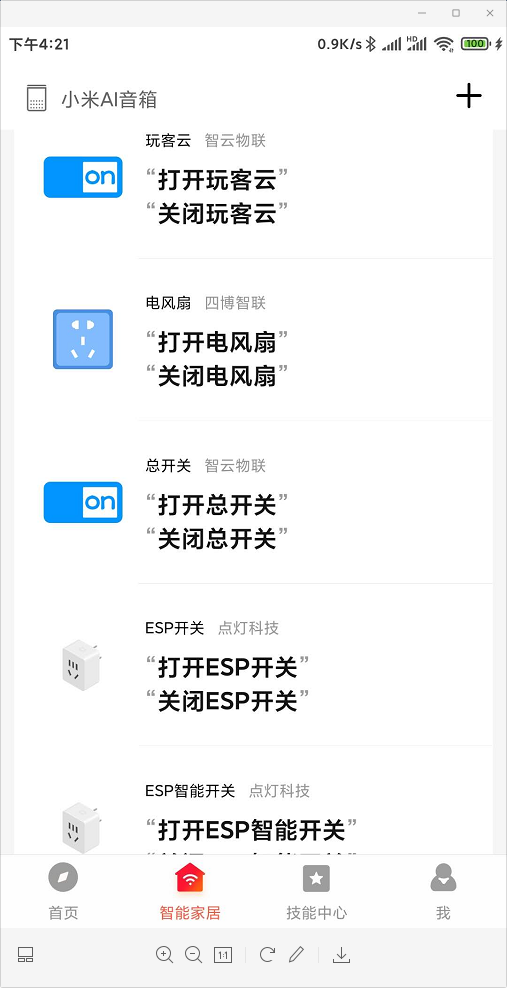 下午4:21
0.9K/s HD 100
小米AI音箱
玩客云 智云物联
on
“打开玩客云”
“关闭玩客云”
电风扇 四博智联
“打开电风扇”
“关闭电风扇”
总开关 智云物联
on
“打开总开关”
“关闭总开关”
ESP开关 点灯科技
“打开ESP开关”
“关闭ESP开关”
ESP智能开关 点灯科技
“打开ESP智能开关”
首页 智能家居 技能中心 我
1:1